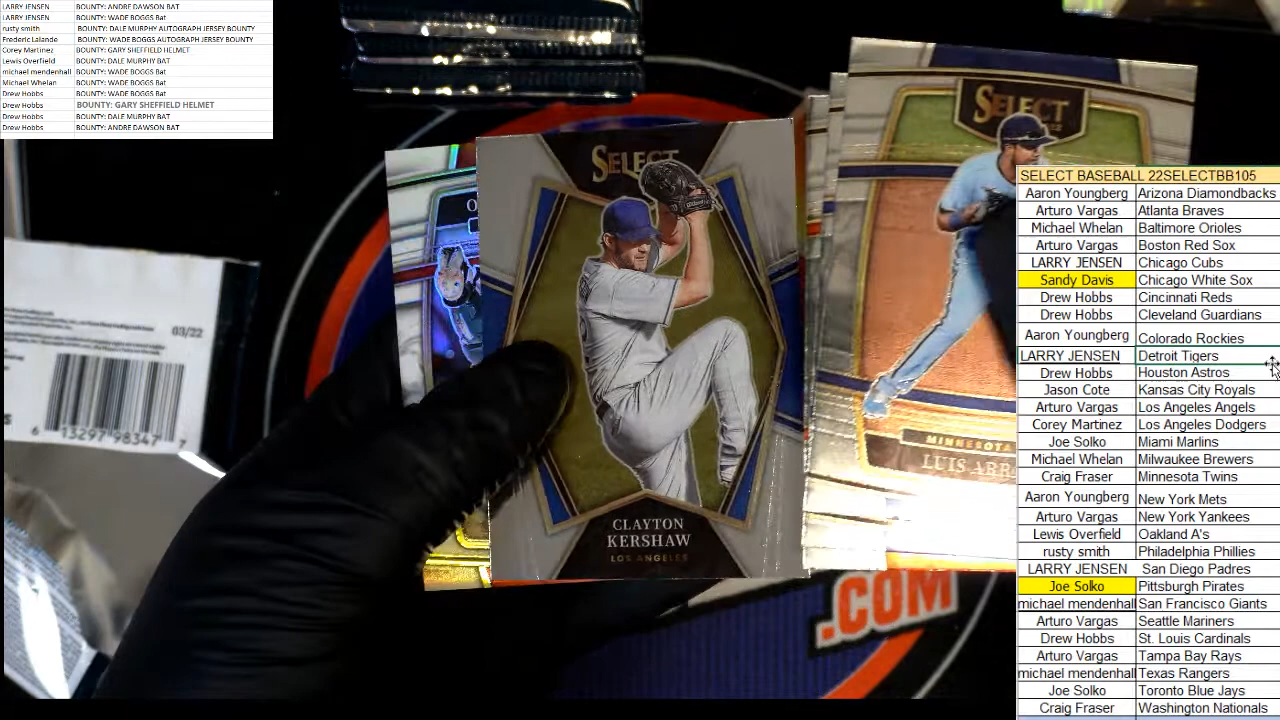 LARRY JENSEN BOUNTY: ANDRE DAWSON BAT
LARRY JENSEN BOUNTY: WADE BOGGS BAT
rusty smith BOUNTY: DALE MURPHY AUTOGRAPH JERSEY BOUNTY
Frederic Lalande BOUNTY: WADE BOGGS AUTOGRAPH JERSEY BOUNTY
Corey Martinez BOUNTY: GARY SHEFFIELD HELMET
Lewis Overfield BOUNTY: DALE MURPHY BAT
michael mendenhall BOUNTY: WADE BOGGS Bat
Michael Whelan BOUNTY: WADE BOGGS Bat
Drew Hobbs BOUNTY: WADE BOGGS Bat
Drew Hobbs BOUNTY: GARY SHEFFIELD HELMET
Drew Hobbs BOUNTY: DALE MURPHY BAT
Drew Hobbs BOUNTY: ANDRE DAWSON BAT
SELECT
CLAYTON
KERSHAW
LOS ANGELES
SELECT
MINNESOTA
LUIS
.COM
03/22
6 13297 98347 7
SELECT BASEBALL 22SELECTBB105
Aaron Youngberg Arizona Diamondbacks
Arturo Vargas Atlanta Braves
Michael Whelan Baltimore Orioles
Arturo Vargas Boston Red Sox
LARRY JENSEN Chicago Cubs
Sandy Davis Chicago White Sox
Drew Hobbs Cincinnati Reds
Drew Hobbs Cleveland Guardians
Aaron Youngberg Colorado Rockies
LARRY JENSEN Detroit Tigers
Drew Hobbs Houston Astros
Jason Cote Kansas City Royals
Arturo Vargas Los Angeles Angels
Corey Martinez Los Angeles Dodgers
Joe Solko Miami Marlins
Michael Whelan Milwaukee Brewers
Craig Fraser Minnesota Twins
Aaron Youngberg New York Mets
Arturo Vargas New York Yankees
Lewis Overfield Oakland A's
rusty smith Philadelphia Phillies
LARRY JENSEN San Diego Padres
Joe Solko Pittsburgh Pirates
michael mendenhall San Francisco Giants
Arturo Vargas Seattle Mariners
Drew Hobbs St. Louis Cardinals
Arturo Vargas Tampa Bay Rays
michael mendenhall Texas Rangers
Joe Solko Toronto Blue Jays
Craig Fraser Washington Nationals